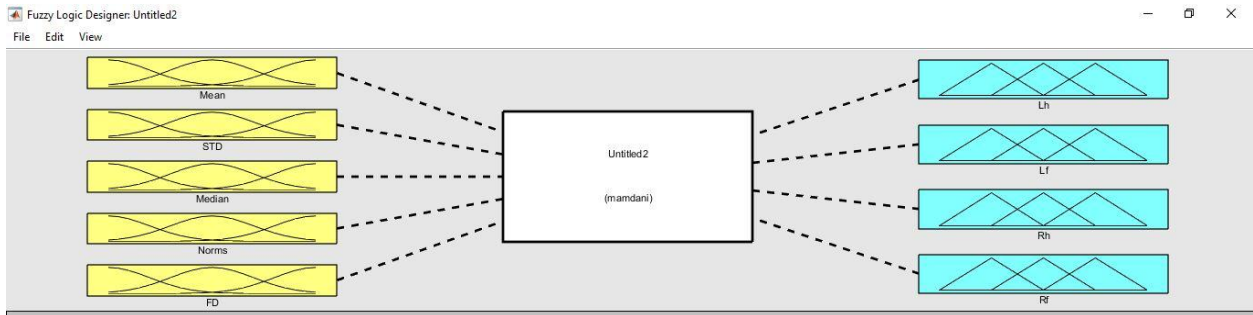 Fuzzy Logic Designer: Untitled2
File Edit View
Mean
STD
Median
Norms
FD
Untitled2
(mamdani)
Lh
Lf
Rh
Rf